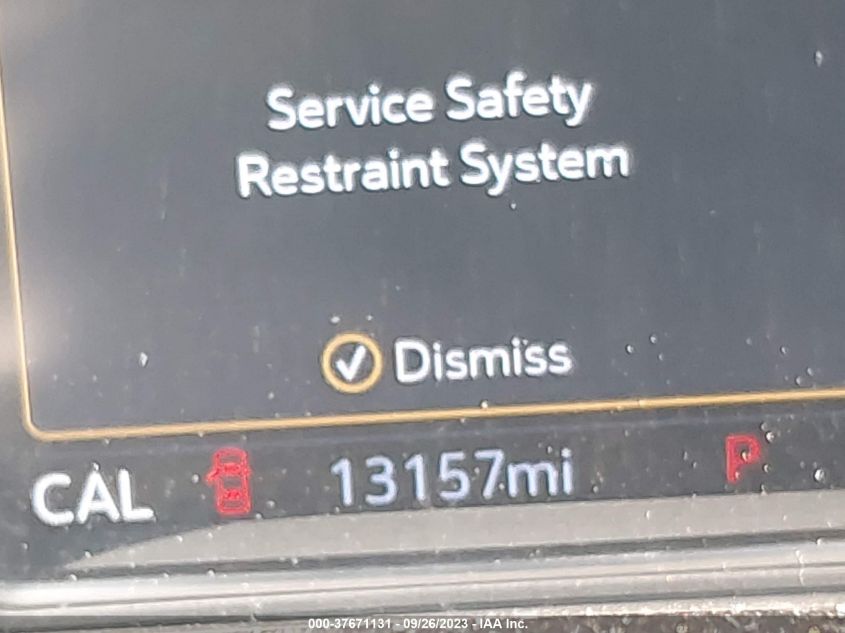 Service Safety
Restraint System
Dismiss
CAL 13157mi P
000-37671131 - 09/26/2023 - IAA Inc.